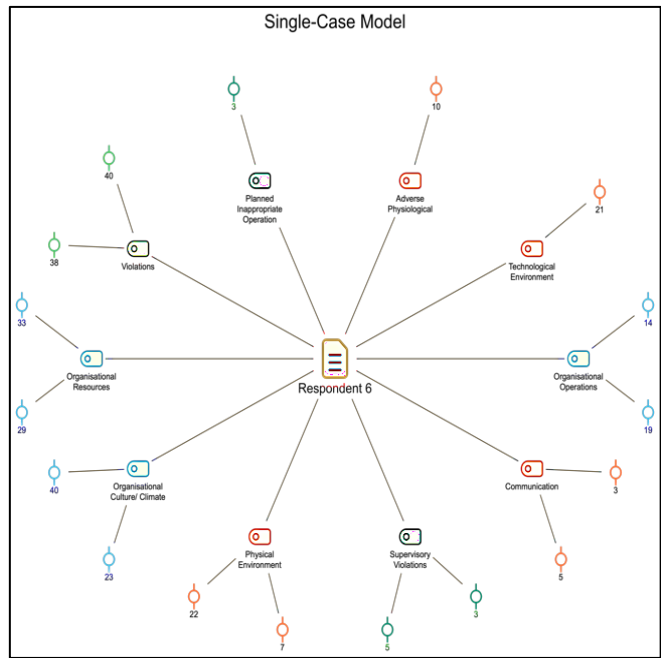 Single-Case Model
3
10
Planned
Inappropriate
Operation
Adverse
Physiological
40
21
38
Violations
Technological
Environment
33
14
Organisational
Resources
Respondent 6
Organisational
Operations
29
19
40
Organisational
Culture/ Climate
Communication
3
23
5
Physical
Environment
Supervisory
Violations
22
3
7
5